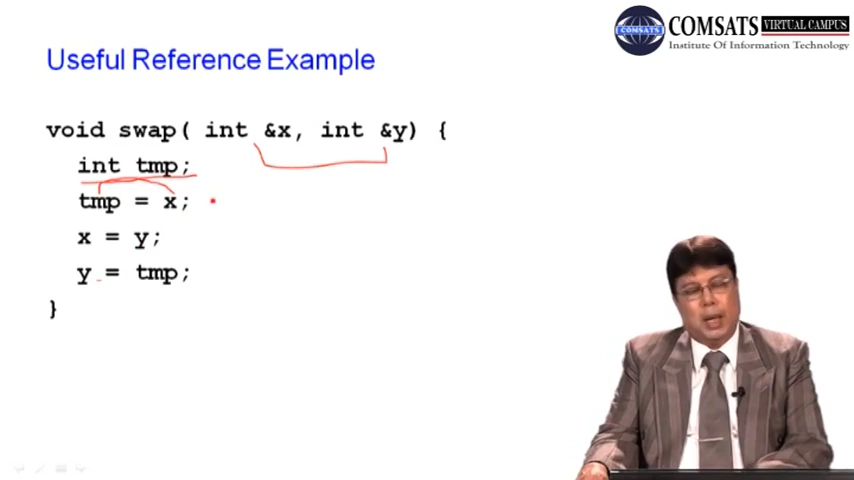 COMSATS VIRTUAL CAMPUS
COMSATS
Institute Of Information Technology
Useful Reference Example
void swap( int &x, int &y) {
int tmp;
tmp = x;
x = y;
y = tmp;
}